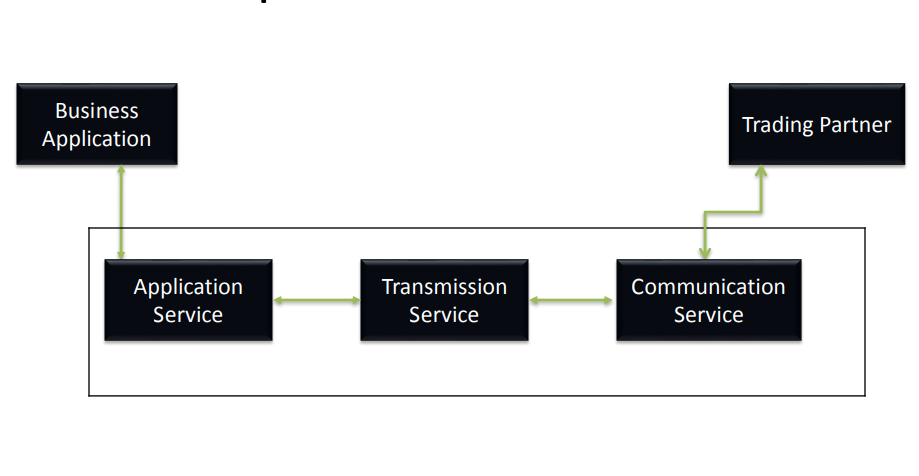 Business
Application
Trading Partner
Application
Service
Transmission
Service
Communication
Service